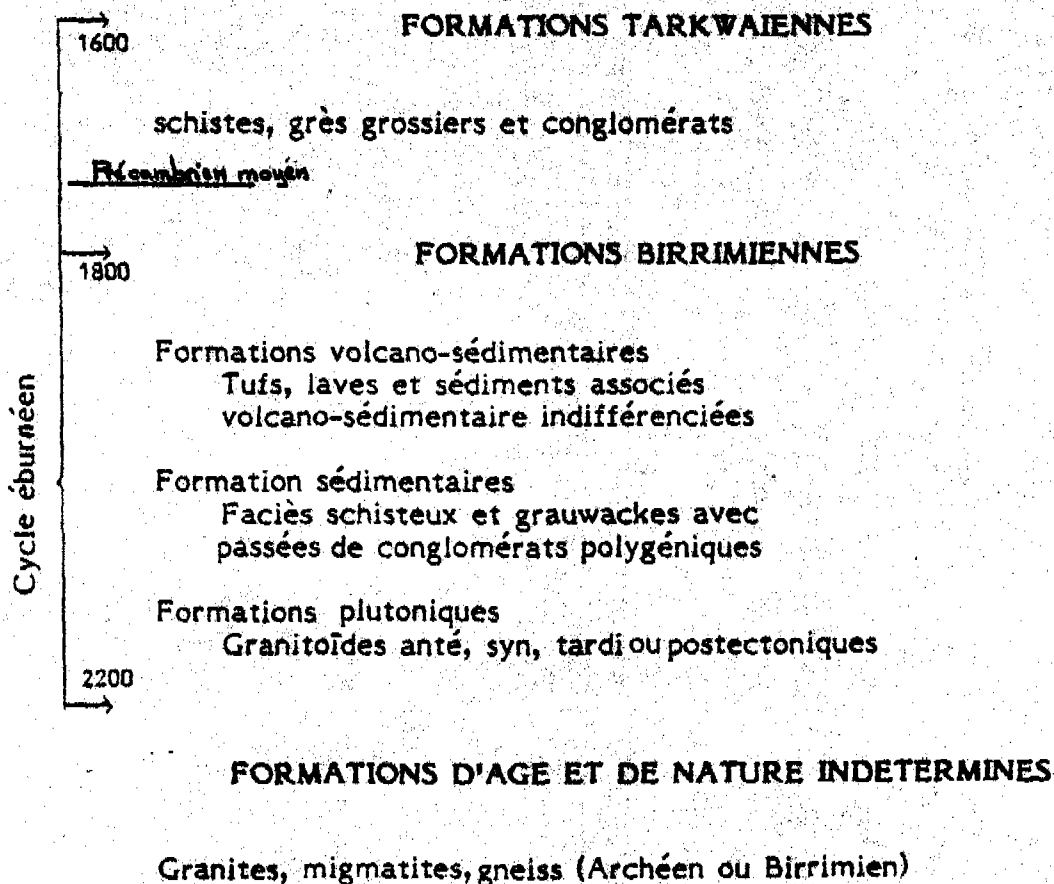 FORMATIONS TARKWAIENNES
1600
schistes, grès grossiers et conglomérats
Précambrien moyén
FORMATIONS BIRRIMIENNES
1800
Formations volcano-sédimentaires
Tufs, laves et sédiments associés
volcano-sédimentaire indifférenciées
Cycle éburnéen
Formation sédimentaires
Faciès schisteux et grauwackes avec
passées de conglomérats polygéniques
Formations plutoniques
Granitoïdes anté, syn, tardi ou postectoniques
2200
FORMATIONS D'AGE ET DE NATURE INDETERMINES
Granites, migmatites, gneiss (Archéen ou Birrimien)